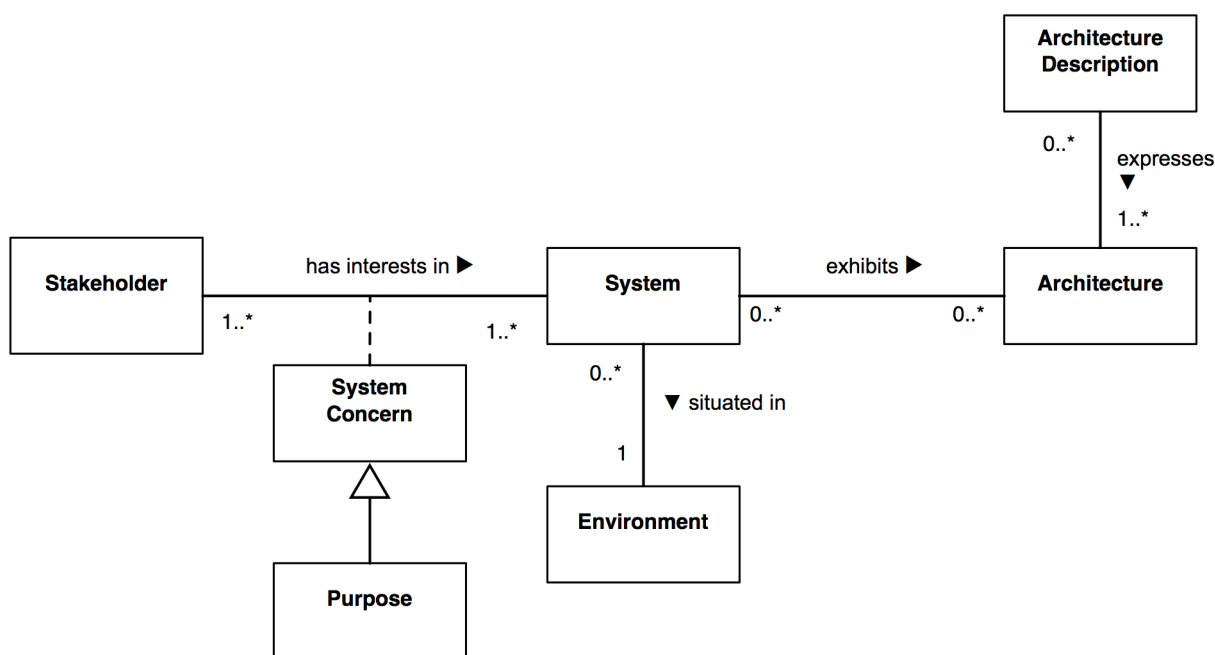 Architecture
Description
0..*
expresses
▼
1..*
Stakeholder
has interests in ▶
System
exhibits ▶
Architecture
1..*
1..*
0..*
0..*
System
Concern
0..*
▼ situated in
1
Environment
Purpose